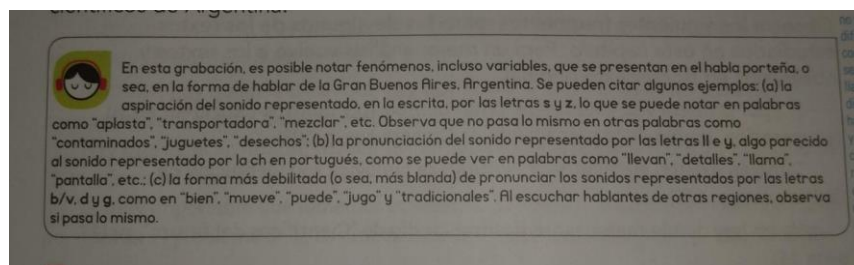 científicos de Argentina.
En esta grabación, es posible notar fenómenos, incluso variables, que se presentan en el habla porteña, o
sea, en la forma de hablar de la Gran Buenos Aires, Argentina. Se pueden citar algunos ejemplos: (a) la
aspiración del sonido representado, en la escrita, por las letras s y z, lo que se puede notar en palabras
como "aplasta", "transportadora", "mezclar", etc. Observa que no pasa lo mismo en otras palabras como
"contaminados", "juguetes", "desechos"; (b) la pronunciación del sonido representado por las letras ll e y, algo parecido
al sonido representado por la ch en portugués, como se puede ver en palabras como "llevan", "detalles", "llama",
"pantalla", etc.; (c) la forma más debilitada (o sea, más blanda) de pronunciar los sonidos representados por las letras
b/v, d y g, como en "bien", "mueve", "puede", "jugo" y "tradicionales". Al escuchar hablantes de otras regiones, observa
si pasa lo mismo.